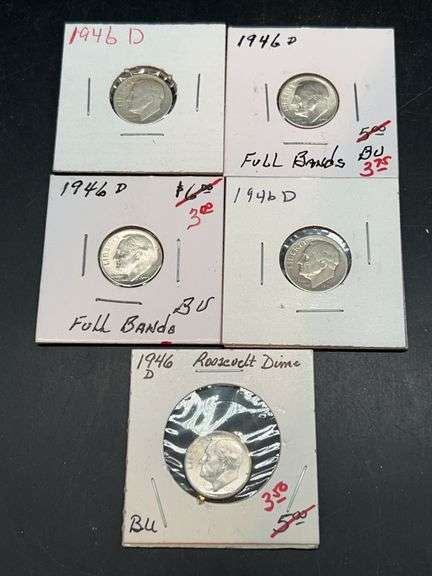 1946 D
1946 D
5.00
BU
Full Bands 3.75
1946 D $6.00
3.00
BU
Full Bands
1946 D
1946 Roosevelt Dime
D
3.50
BU 5.00
LIBERTY